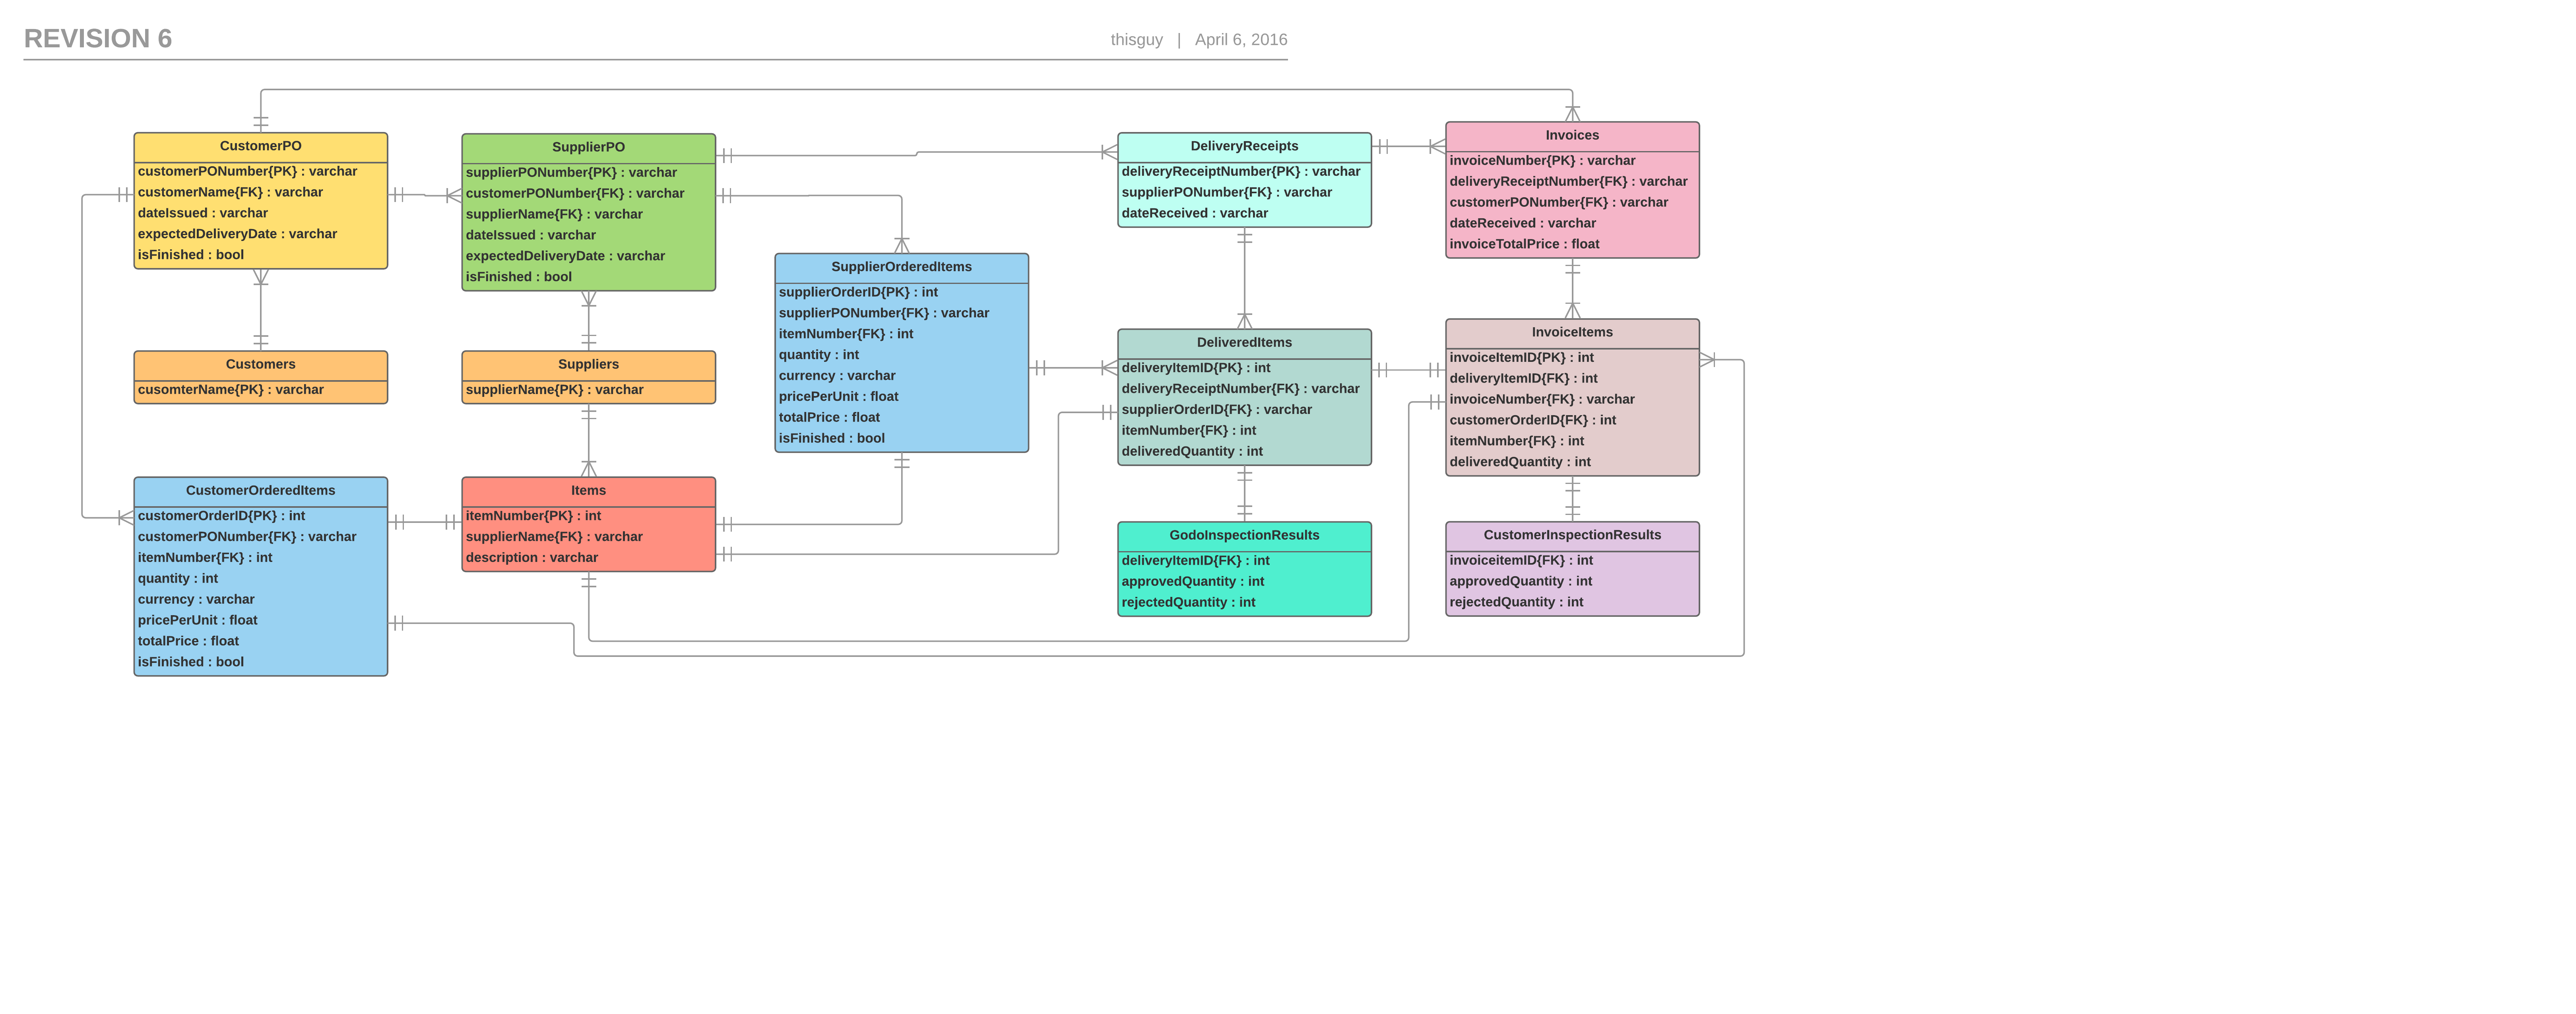 REVISION 6
thisguy | April 6, 2016
CustomerPO
customerPONumber{PK} : varchar
customerName{FK} : varchar
dateIssued : varchar
expectedDeliveryDate : varchar
isFinished : bool
SupplierPO
supplierPONumber{PK} : varchar
customerPONumber{FK} : varchar
supplierName{FK} : varchar
dateIssued : varchar
expectedDeliveryDate : varchar
isFinished : bool
DeliveryReceipts
deliveryReceiptNumber{PK} : varchar
supplierPONumber{FK} : varchar
dateReceived : varchar
Invoices
invoiceNumber{PK} : varchar
deliveryReceiptNumber{FK} : varchar
customerPONumber{FK} : varchar
dateReceived : varchar
invoiceTotalPrice : float
SupplierOrderedItems
supplierOrderID{PK} : int
supplierPONumber{FK} : varchar
itemNumber{FK} : int
quantity : int
currency : varchar
pricePerUnit : float
totalPrice : float
isFinished : bool
Customers
cusomterName{PK} : varchar
Suppliers
supplierName{PK} : varchar
DeliveredItems
deliveryItemID{PK} : int
deliveryReceiptNumber{FK} : varchar
supplierOrderID{FK} : varchar
itemNumber{FK} : int
deliveredQuantity : int
InvoiceItems
invoiceItemID{PK} : int
deliveryItemID{FK} : int
invoiceNumber{FK} : varchar
customerOrderID{FK} : int
itemNumber{FK} : int
deliveredQuantity : int
CustomerOrderedItems
customerOrderID{PK} : int
customerPONumber{FK} : varchar
itemNumber{FK} : int
quantity : int
currency : varchar
pricePerUnit : float
totalPrice : float
isFinished : bool
Items
itemNumber{PK} : int
supplierName{FK} : varchar
description : varchar
GodoInspectionResults
deliveryItemID{FK} : int
approvedQuantity : int
rejectedQuantity : int
CustomerInspectionResults
invoiceitemID{FK} : int
approvedQuantity : int
rejectedQuantity : int